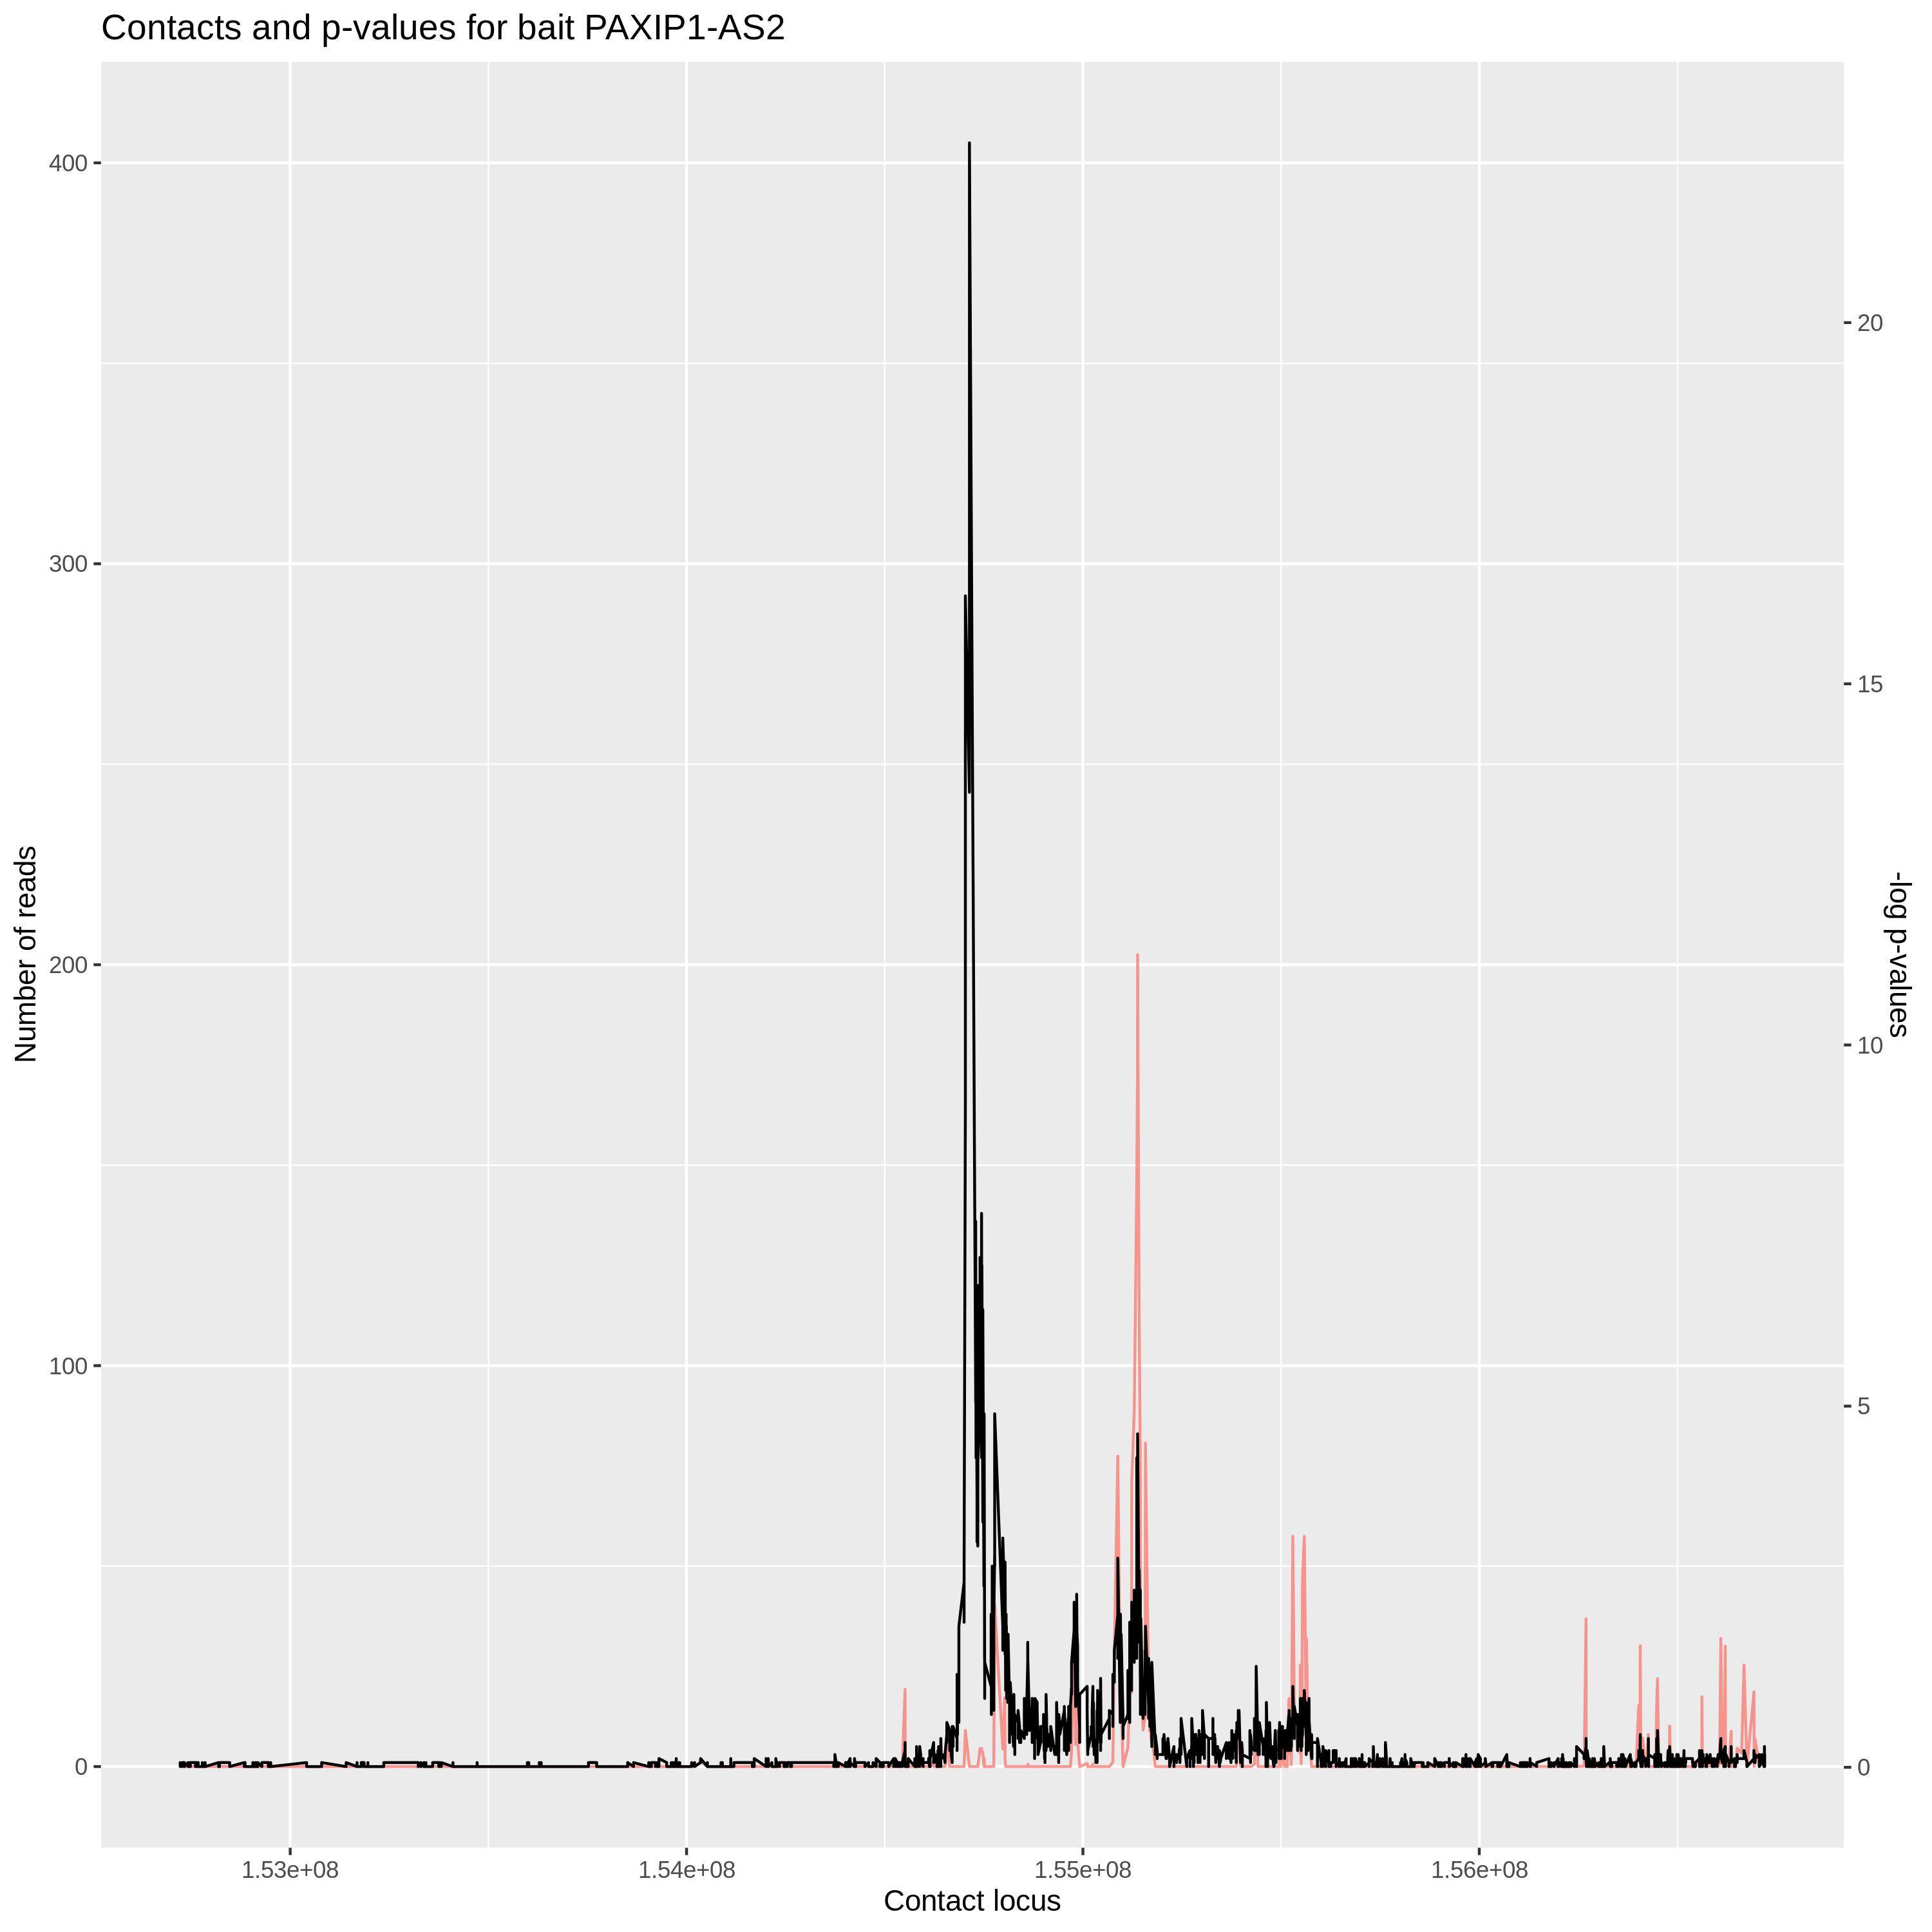 Contacts and p-values for bait PAXIP1-AS2
400
300
200
100
0
Number of reads
20
15
10
5
0
-log p-values
1.53e+08
1.54e+08
1.55e+08
1.56e+08
Contact locus